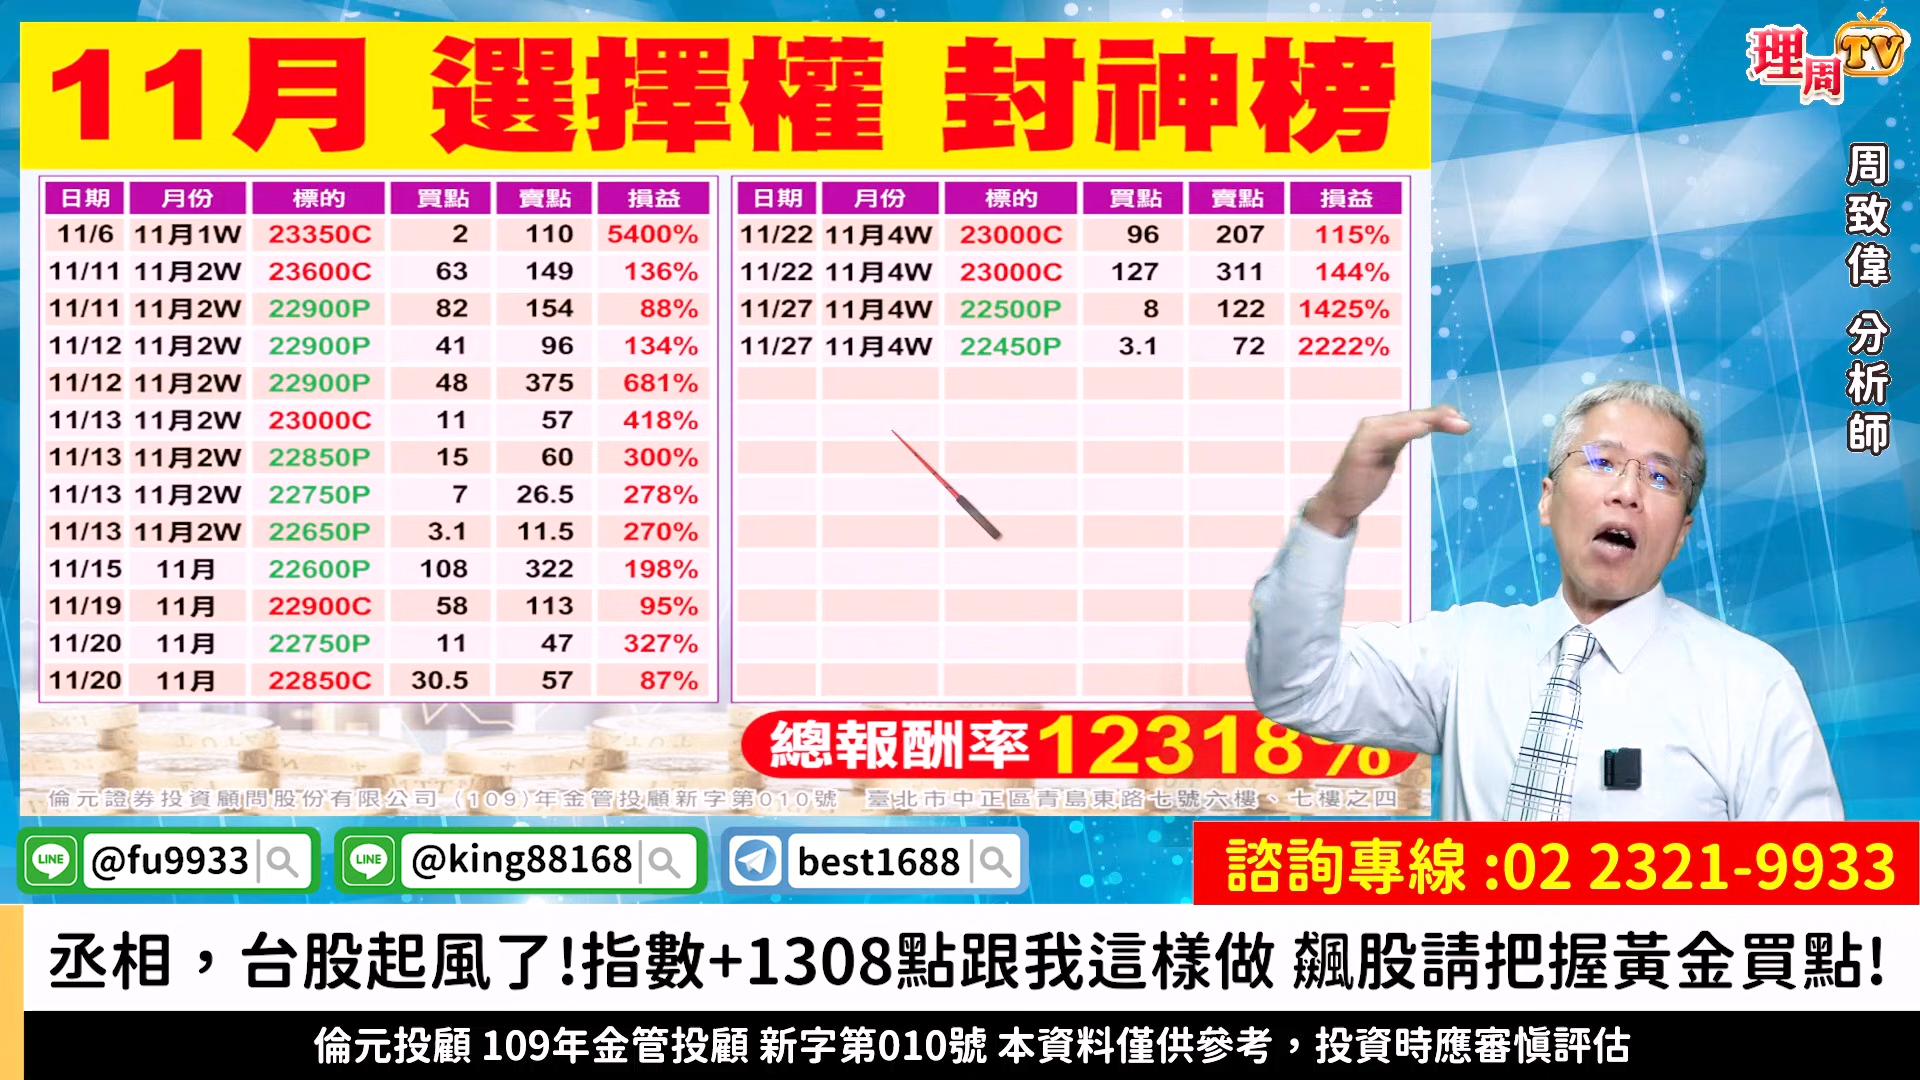 11月 選擇權 封神榜
理周TV
周致偉 分析師
日期 月份 標的 買點 賣點 損益
11/6 11月1W 23350C 2 110 5400%
11/11 11月2W 23600C 63 149 136%
11/11 11月2W 22900P 82 154 88%
11/12 11月2W 22900P 41 96 134%
11/12 11月2W 22900P 48 375 681%
11/13 11月2W 23000C 11 57 418%
11/13 11月2W 22850P 15 60 300%
11/13 11月2W 22750P 7 26.5 278%
11/13 11月2W 22650P 3.1 11.5 270%
11/15 11月 22600P 108 322 198%
11/19 11月 22900C 58 113 95%
11/20 11月 22750P 11 47 327%
11/20 11月 22850C 30.5 57 87%
日期 月份 標的 買點 賣點 損益
11/22 11月4W 23000C 96 207 115%
11/22 11月4W 23000C 127 311 144%
11/27 11月4W 22500P 8 122 1425%
11/27 11月4W 22450P 3.1 72 2222%
總報酬率12318%
倫元證券投資顧問股份有限公司 (109)年金管投顧新字第010號 臺北市中正區青島東路七號六樓、七樓之四
LINE @fu9933
LINE @king88168
best1688
諮詢專線 :02 2321-9933
丞相，台股起風了!指數+1308點跟我這樣做 飆股請把握黃金買點!
倫元投顧 109年金管投顧 新字第010號 本資料僅供參考，投資時應審慎評估